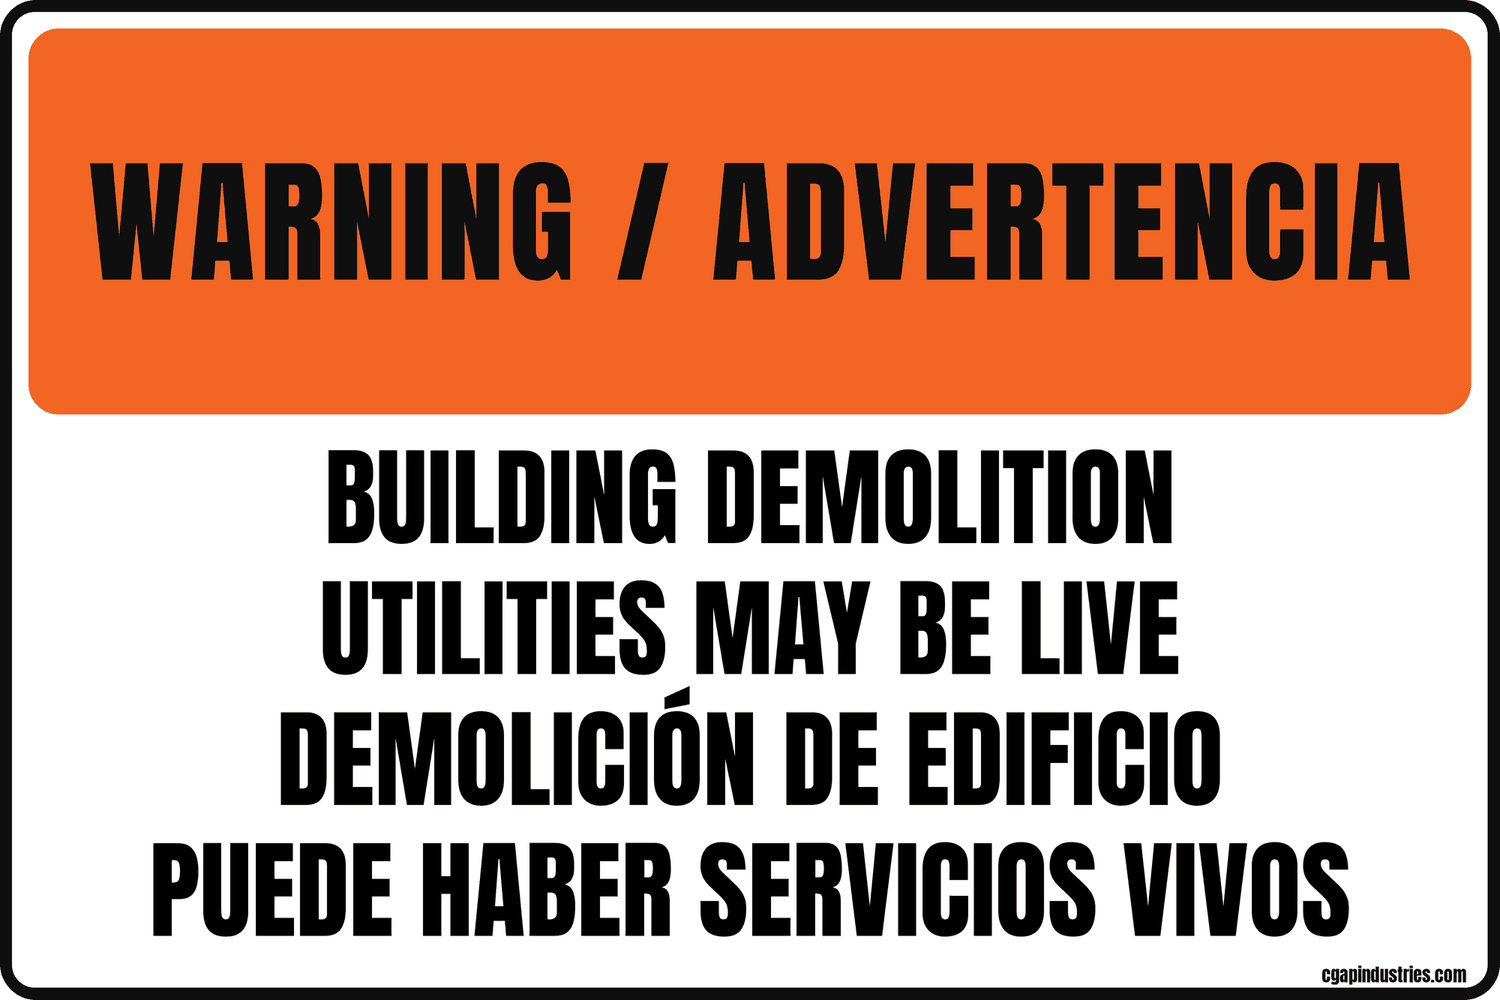 WARNING / ADVERTENCIA
BUILDING DEMOLITION
UTILITIES MAY BE LIVE
DEMOLICIÓN DE EDIFICIO
PUEDE HABER SERVICIOS VIVOS
cgapindustries.com